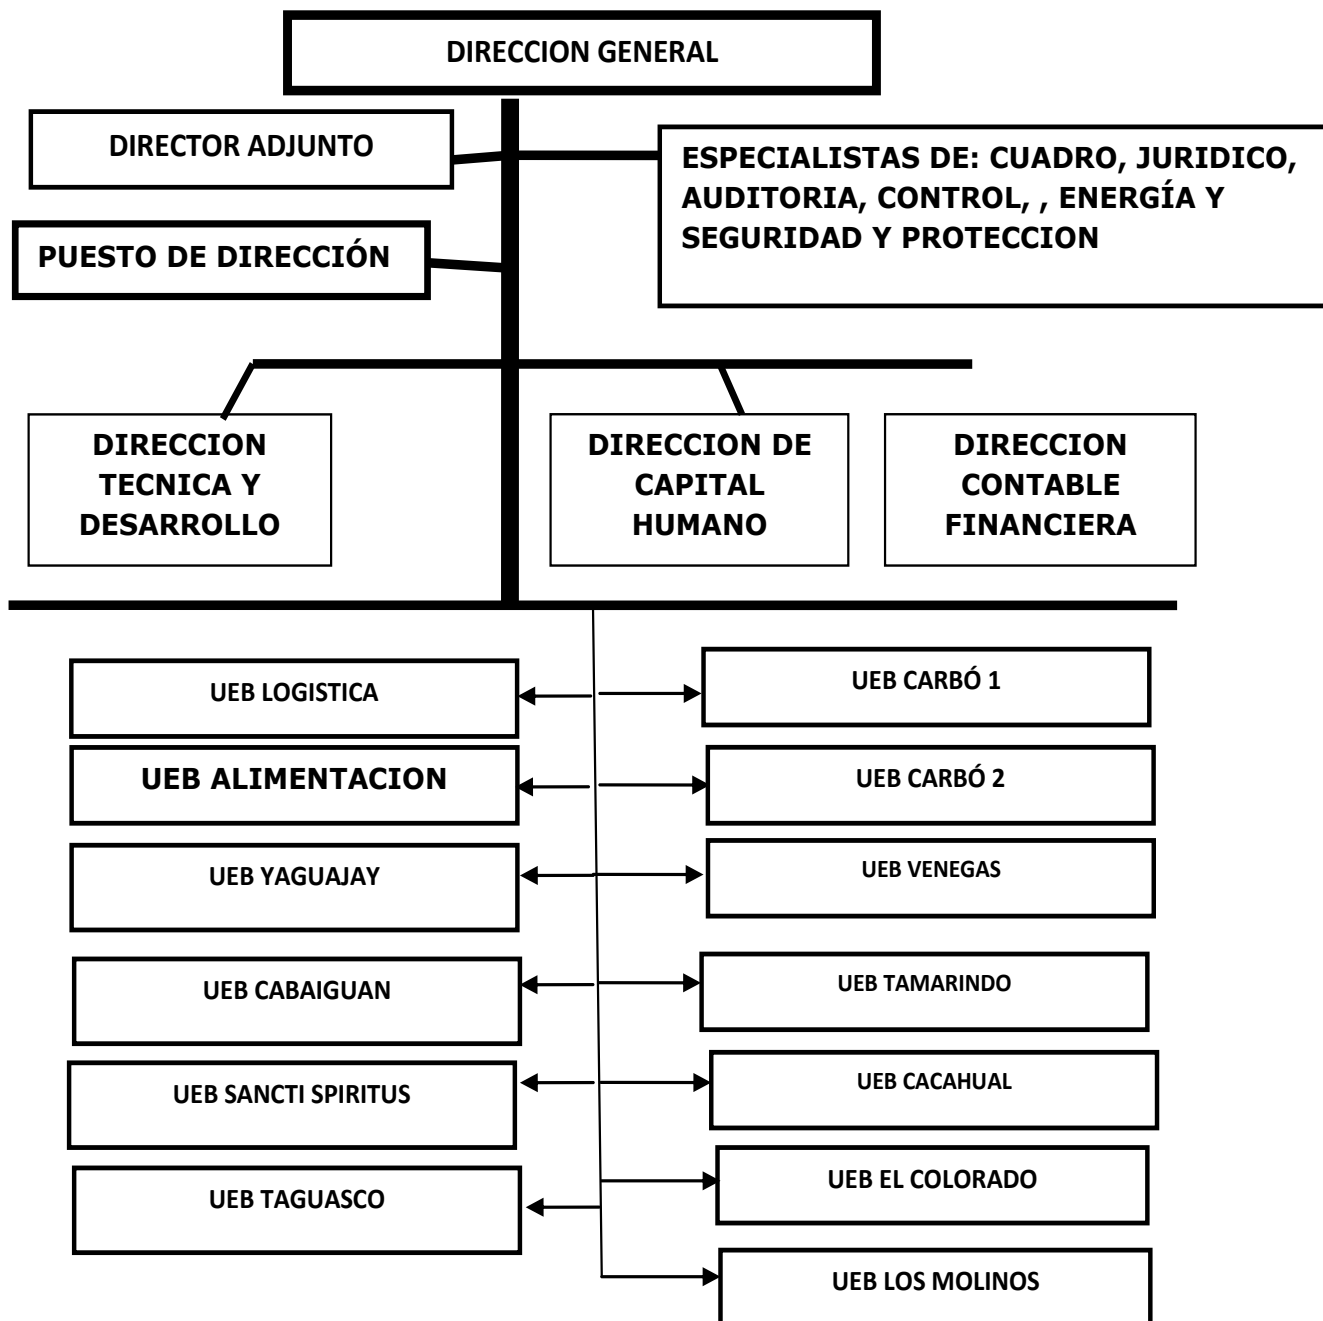 DIRECCION GENERAL
DIRECTOR ADJUNTO
ESPECIALISTAS DE: CUADRO, JURIDICO,
AUDITORIA, CONTROL, , ENERGÍA Y
SEGURIDAD Y PROTECCION
PUESTO DE DIRECCIÓN
DIRECCION
TECNICA Y
DESARROLLO
DIRECCION DE
CAPITAL
HUMANO
DIRECCION
CONTABLE
FINANCIERA
UEB LOGISTICA
UEB CARBÓ 1
UEB ALIMENTACION
UEB CARBÓ 2
UEB YAGUAJAY
UEB VENEGAS
UEB CABAIGUAN
UEB TAMARINDO
UEB SANCTI SPIRITUS
UEB CACAHUAL
UEB TAGUASCO
UEB EL COLORADO
UEB LOS MOLINOS